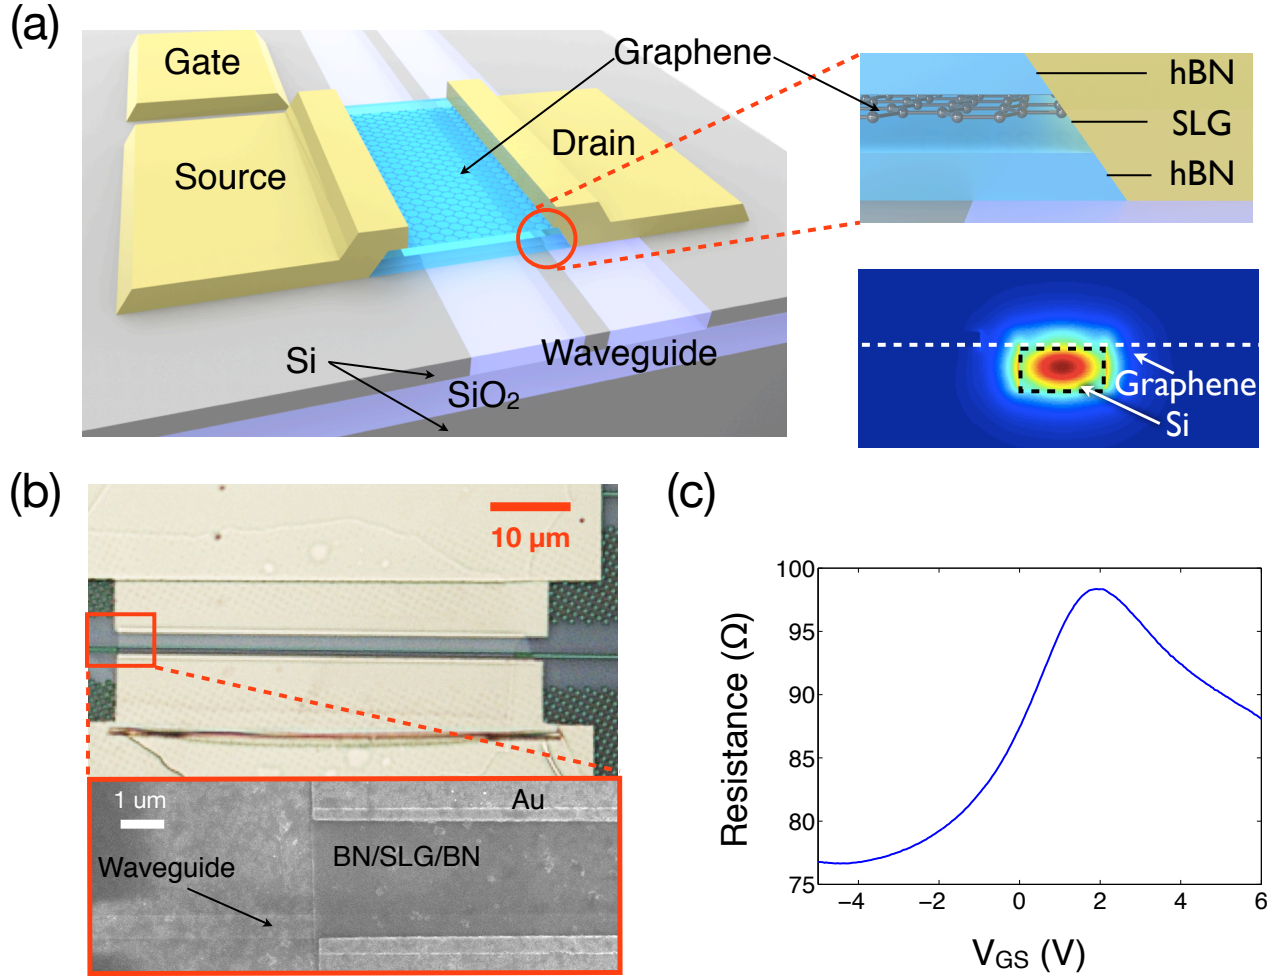 (a)
Gate
Graphene
Source
Drain
hBN
SLG
hBN
Si
Waveguide
SiO₂
Graphene
Si
(b)
10 µm
1 um
Au
BN/SLG/BN
Waveguide
(c)
100
95
90
85
80
75
Resistance (Ω)
−4 −2 0 2 4 6
V_GS (V)